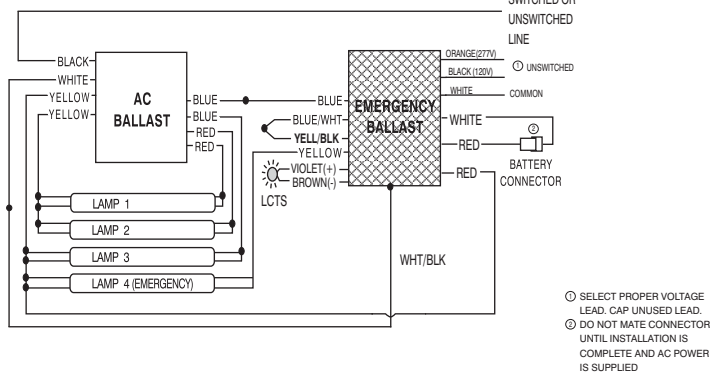 SWITCHED OR
UNSWITCHED
LINE
BLACK
WHITE
YELLOW
YELLOW
AC
BALLAST
BLUE
BLUE
RED
RED
BLUE
BLUE/WHT
YELL/BLK
YELLOW
VIOLET(+)
BROWN(-)
LCTS
EMERGENCY
BALLAST
ORANGE(277V)
BLACK (120V)
① UNSWITCHED
WHITE
COMMON
WHITE
RED
②
BATTERY
CONNECTOR
RED
LAMP 1
LAMP 2
LAMP 3
LAMP 4 (EMERGENCY)
WHT/BLK
① SELECT PROPER VOLTAGE
LEAD. CAP UNUSED LEAD.
② DO NOT MATE CONNECTOR
UNTIL INSTALLATION IS
COMPLETE AND AC POWER
IS SUPPLIED